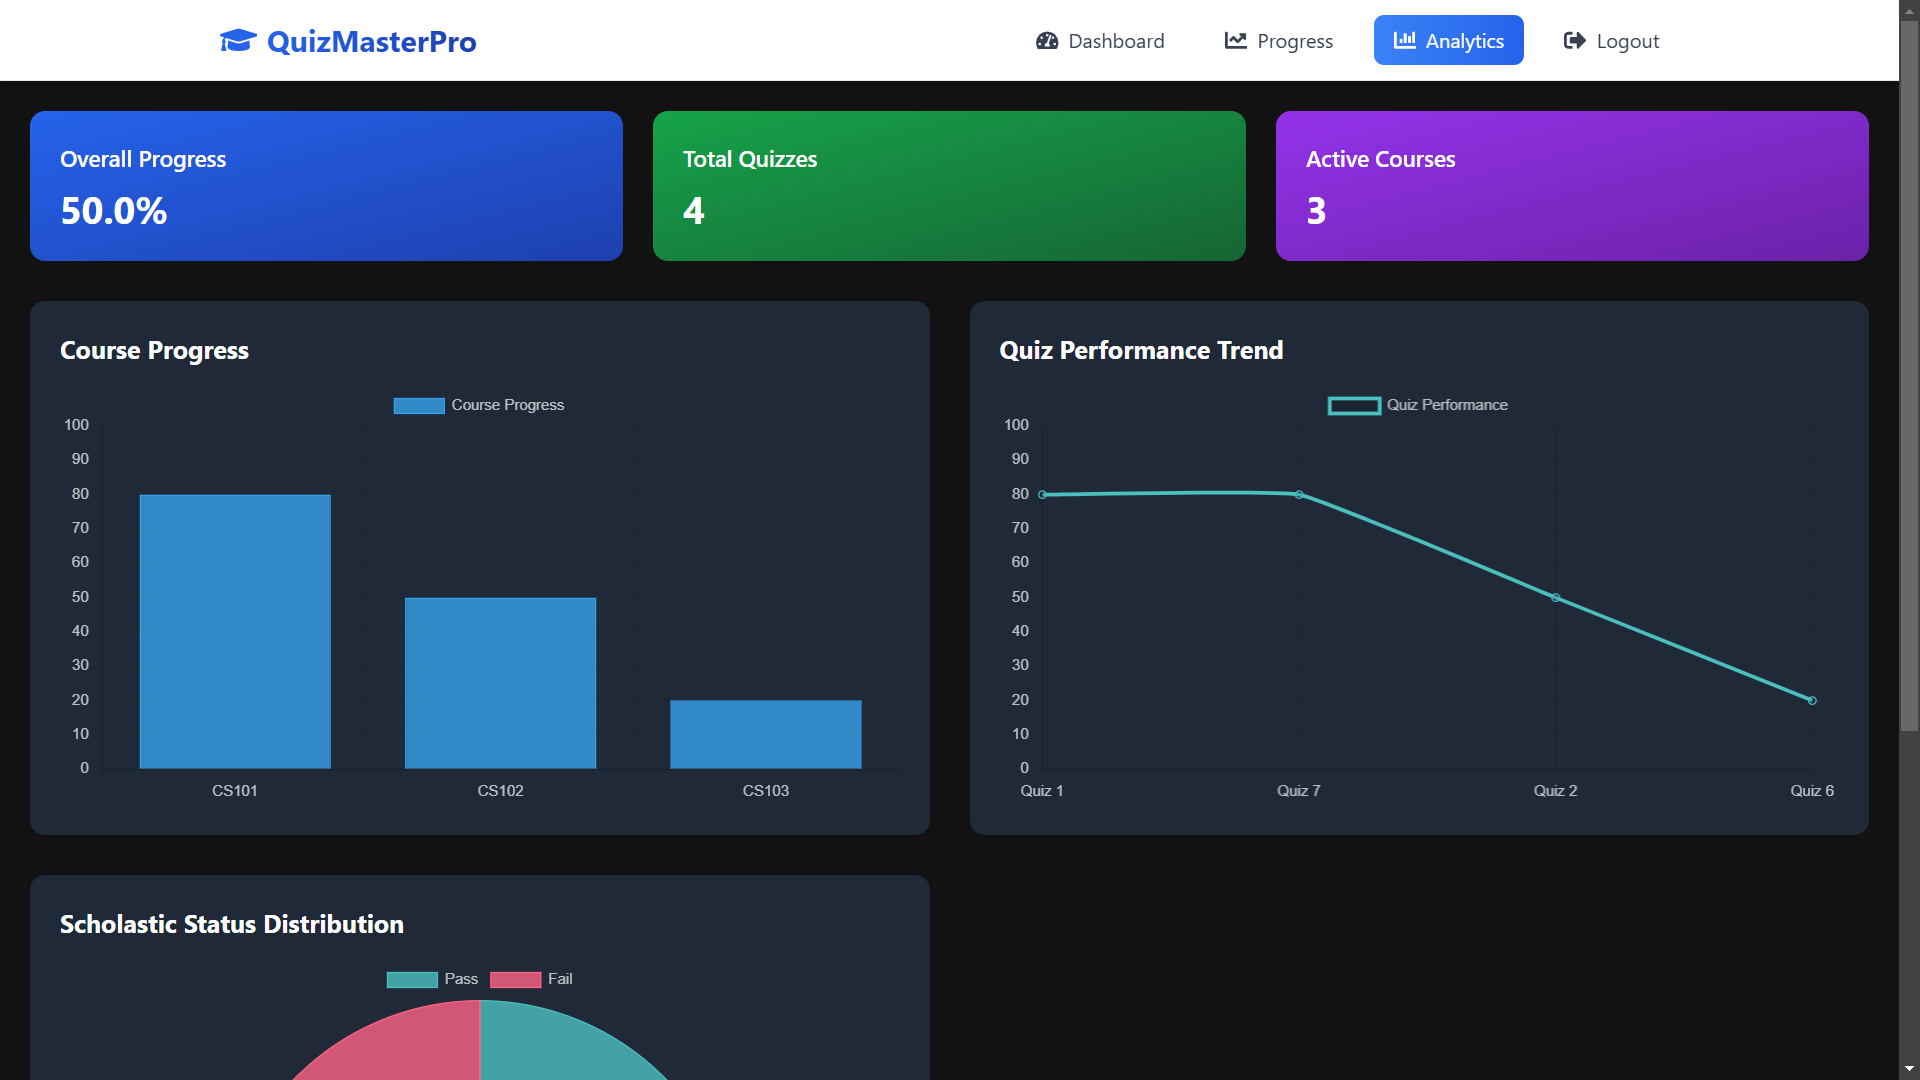 QuizMasterPro
Dashboard
Progress
Analytics
Logout
Overall Progress
50.0%
Total Quizzes
4
Active Courses
3
Course Progress
Course Progress
100
90
80
70
60
50
40
30
20
10
0
CS101
CS102
CS103
Quiz Performance Trend
Quiz Performance
100
90
80
70
60
50
40
30
20
10
0
Quiz 1
Quiz 7
Quiz 2
Quiz 6
Scholastic Status Distribution
Pass
Fail